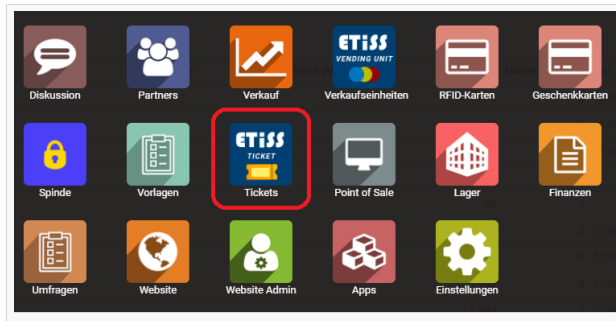 ETiSS
VENDING UNIT
Diskussion
Partners
Verkauf
Verkaufseinheiten
RFID-Karten
Geschenkkarten
ETiSS
TICKET
Spinde
Vorlagen
Tickets
Point of Sale
Lager
Finanzen
Umfragen
Website
Website Admin
Apps
Einstellungen